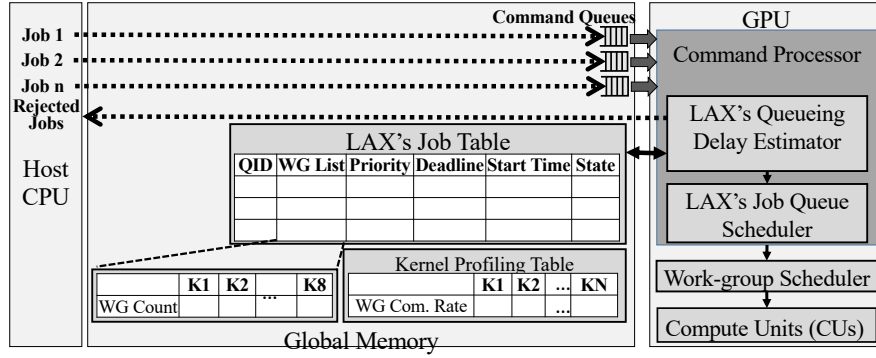 Command Queues
GPU
Job 1
Job 2
Job n
Rejected
Jobs
Host
CPU
Command
Processor
LAX's Queueing
Delay Estimator
LAX's Job Table
QID WG List Priority Deadline Start Time State
LAX's Job Queue
Scheduler
K1 K2 ... K8
WG Count
Kernel Profiling Table
K1 K2 ... KN
WG Com. Rate ...
Work-group Scheduler
Compute Units (CUs)
Global Memory